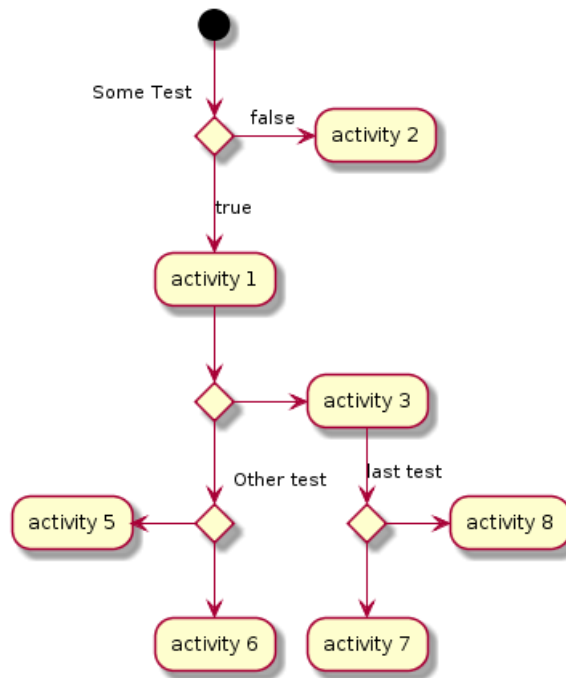 Some Test
false
activity 2
true
activity 1
activity 3
Other test
last test
activity 5
activity 8
activity 6
activity 7